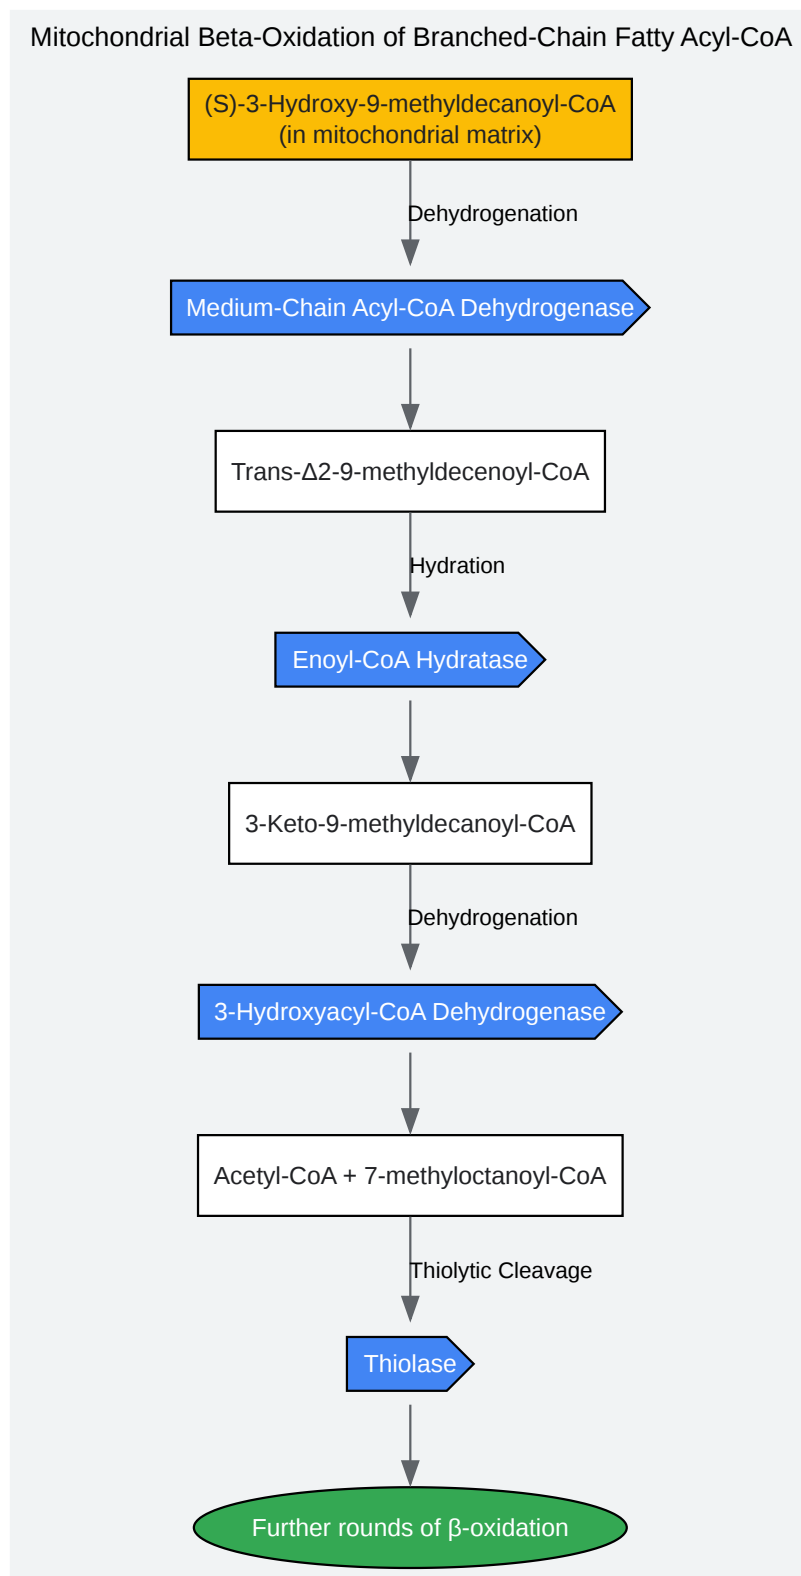 Mitochondrial Beta-Oxidation of Branched-Chain Fatty Acyl-CoA
(S)-3-Hydroxy-9-methyldecanoyl-CoA
(in mitochondrial matrix)
Dehydrogenation
Medium-Chain Acyl-CoA Dehydrogenase
Trans-Δ2-9-methyldecenoyl-CoA
Hydration
Enoyl-CoA Hydratase
3-Keto-9-methyldecanoyl-CoA
Dehydrogenation
3-Hydroxyacyl-CoA Dehydrogenase
Acetyl-CoA + 7-methyloctanoyl-CoA
Thiolytic Cleavage
Thiolase
Further rounds of β-oxidation